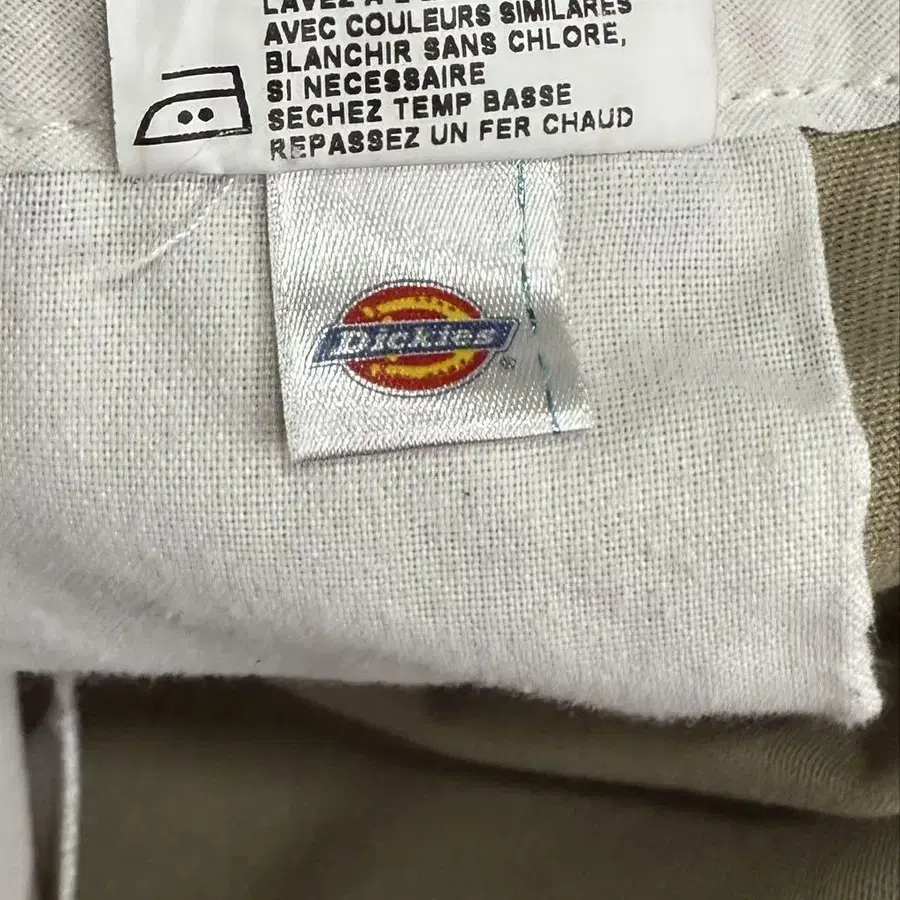 AVEC COULEURS SIMILARES
BLANCHIR SANS CHLORE,
SI NECESSAIRE
SECHEZ TEMP BASSE
REPASSEZ UN FER CHAUD
Dickies
®